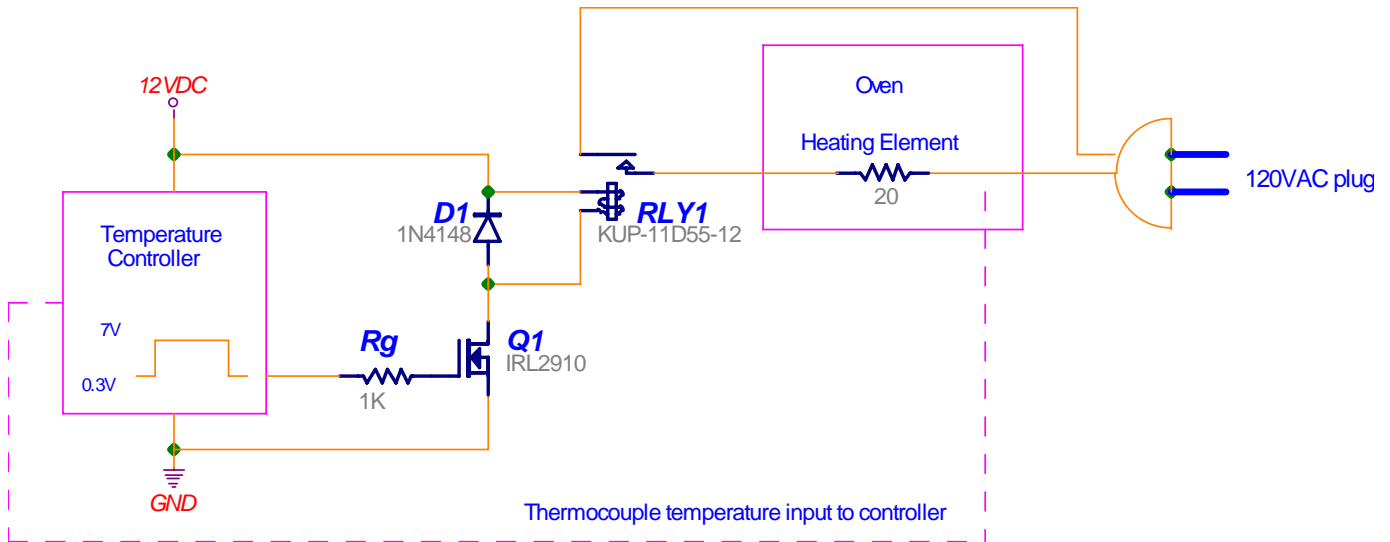 12VDC
Oven
Heating Element
20
120VAC plug
D1
1N4148
RLY1
KUP-11D55-12
Temperature
Controller
7V
0.3V
Rg
1K
Q1
IRL2910
GND
Thermocouple temperature input to controller